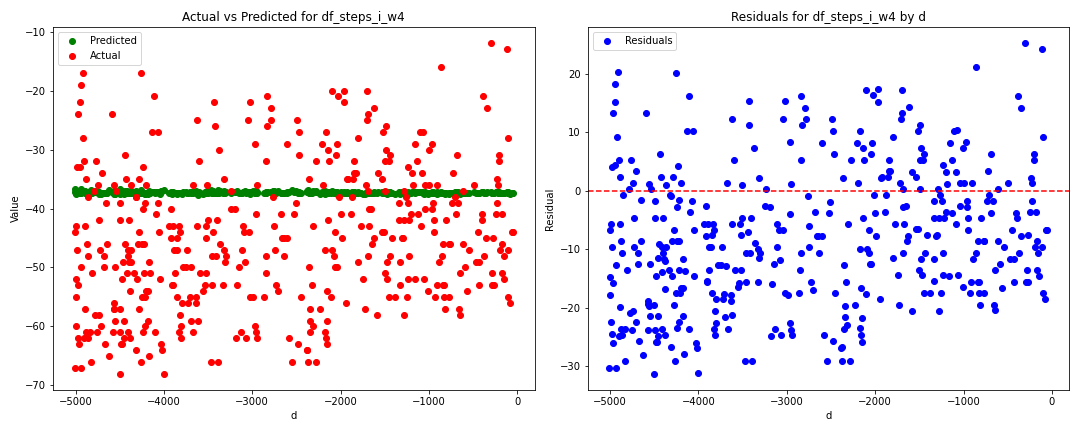 Actual vs Predicted for df_steps_i_w4
Predicted
Actual
Value
−10
−20
−30
−40
−50
−60
−70
−5000 −4000 −3000 −2000 −1000 0
d
Residuals for df_steps_i_w4 by d
Residuals
Residual
20
10
0
−10
−20
−30
−5000 −4000 −3000 −2000 −1000 0
d